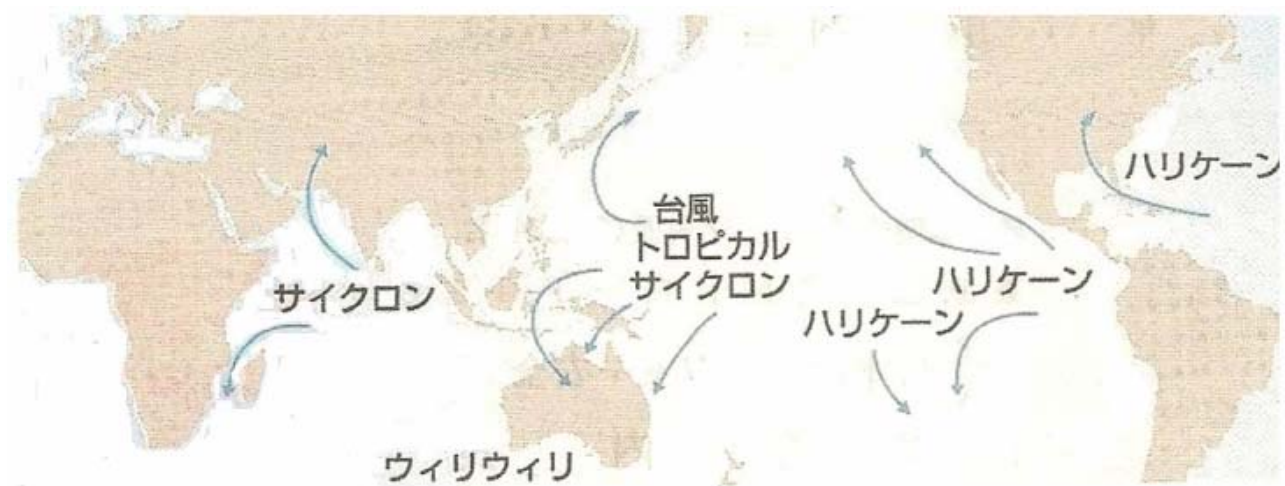 ハリケーン
台風
トロピカル
サイクロン
サイクロン
ハリケーン
ハリケーン
ウィリウィリ